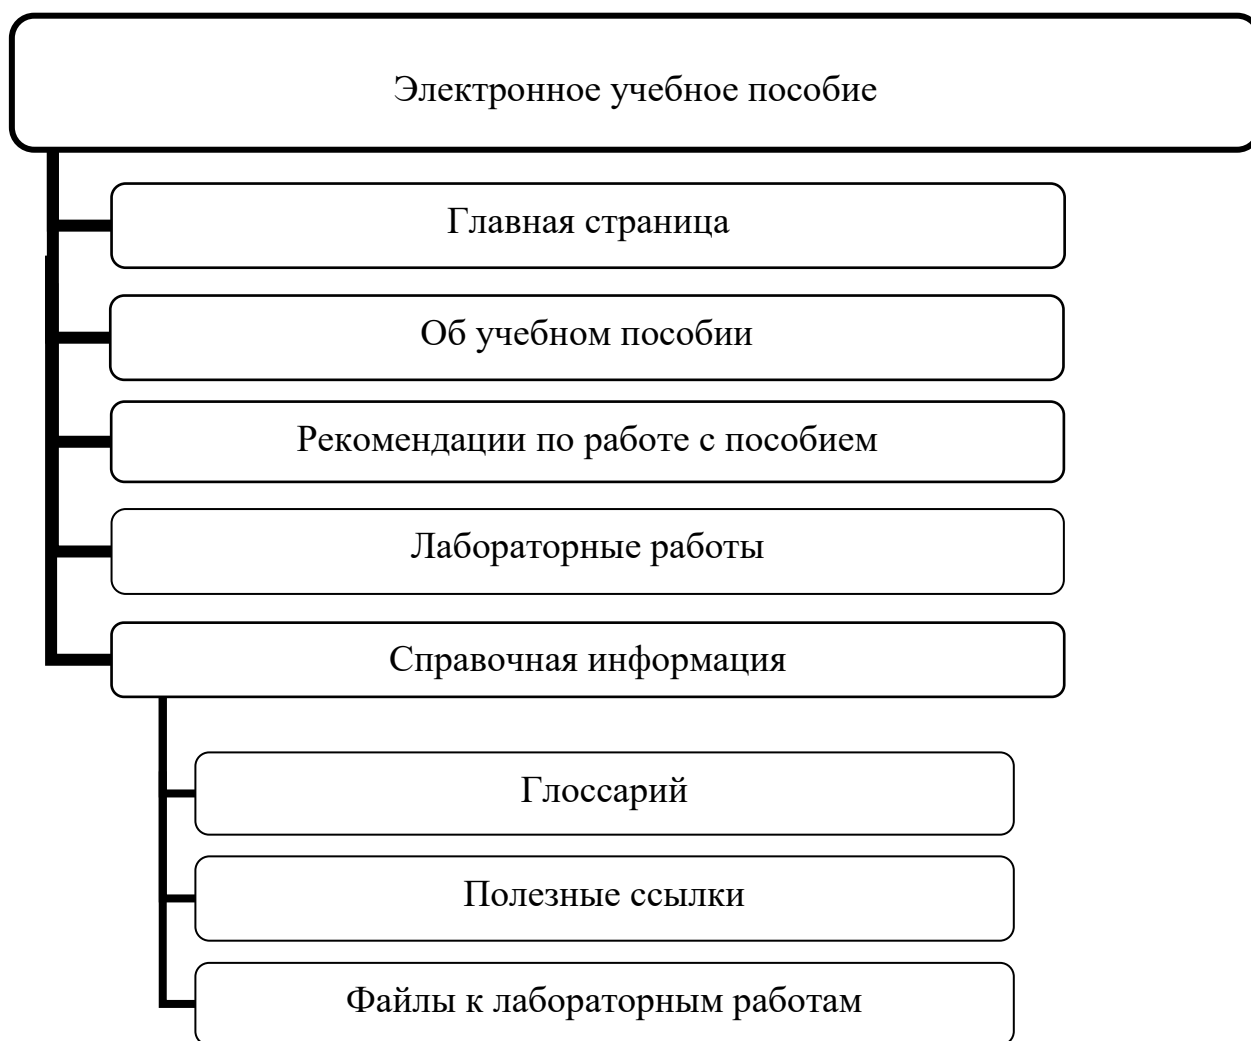 Электронное учебное пособие
Главная страница
Об учебном пособии
Рекомендации по работе с пособием
Лабораторные работы
Справочная информация
Глоссарий
Полезные ссылки
Файлы к лабораторным работам